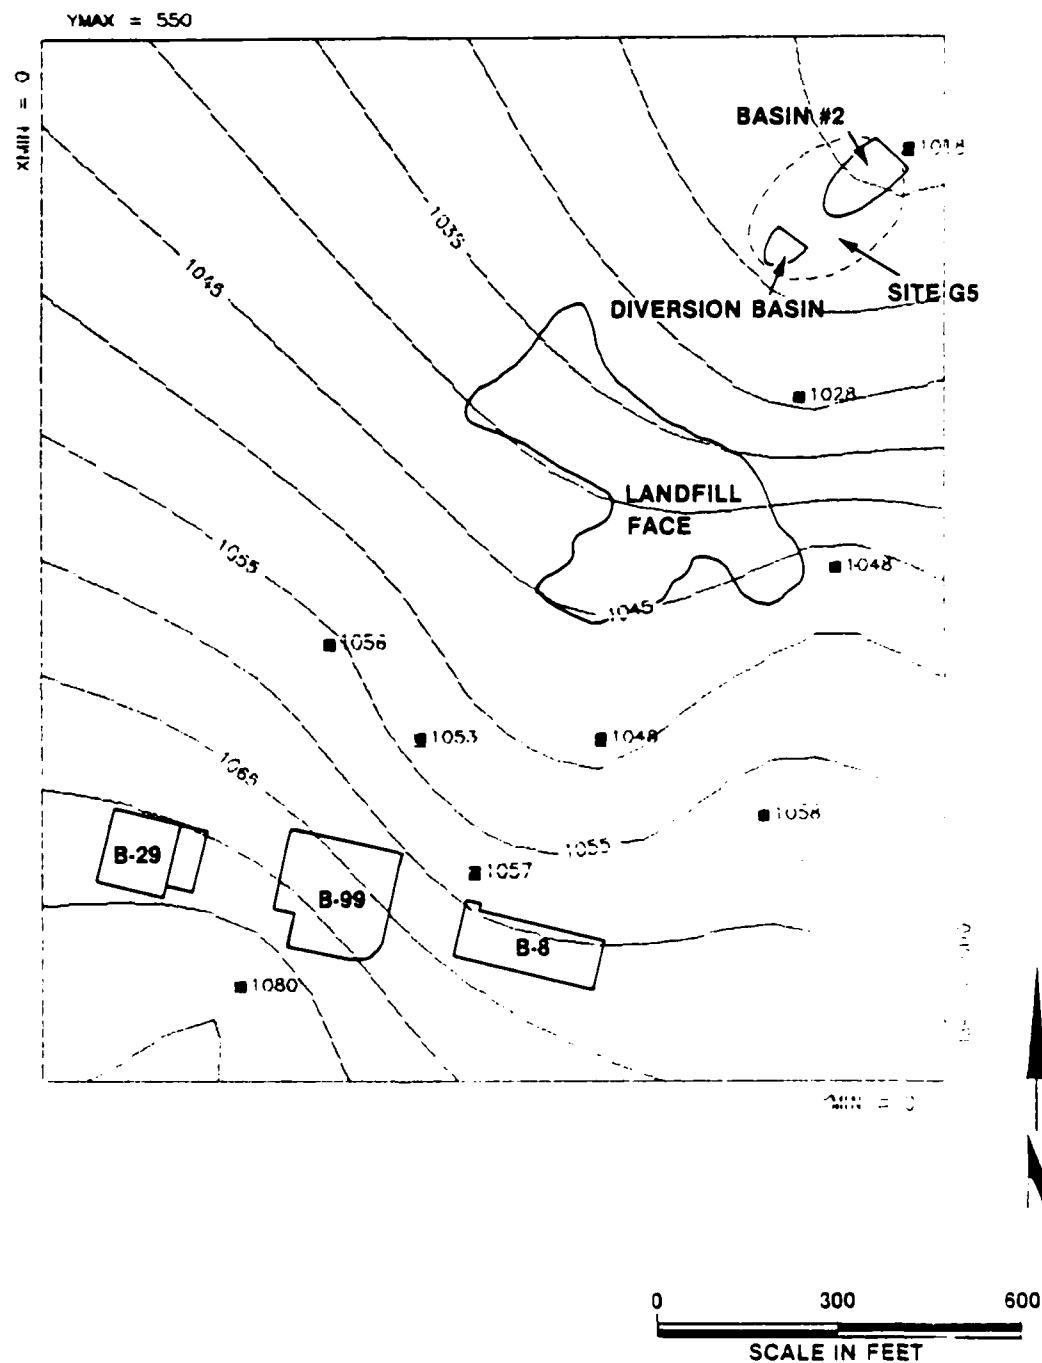 YMAX = 550
XMIN = 0
BASIN #2
1018
1035
1045
SITE G5
DIVERSION BASIN
1028
LANDFILL
FACE
1055
1048
1045
1056
1053
1048
1065
1058
1055
B-29
1057
B-99
B-8
1080
YMIN = 0
0 300 600
SCALE IN FEET